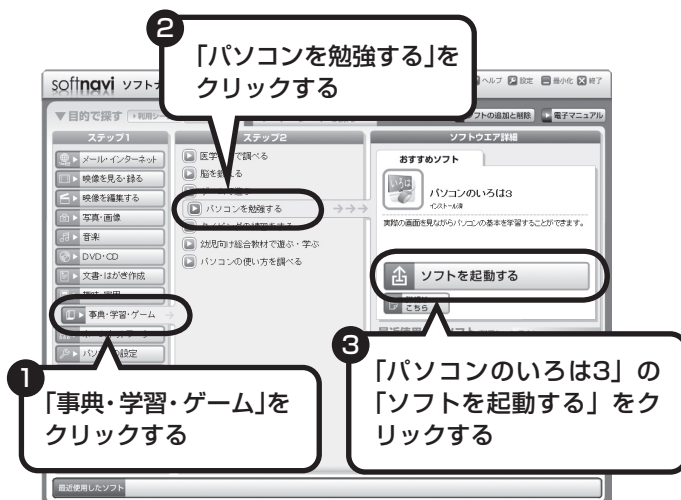 2
「パソコンを勉強する」を
クリックする
softnavi ソフトナ
ヘルプ 設定 最小化 終了
▼目的で探す
ソフトの追加と削除 電子マニュアル
ステップ1
ステップ2
ソフトウエア詳細
メール・インターネット
映像を見る・録る
映像を編集する
写真・画像
音楽
DVD・CD
文書・はがき作成
事典・学習・ゲーム
パソコンを勉強する
幼児向け総合教材で遊ぶ・学ぶ
パソコンの使い方を調べる
おすすめソフト
いろは
パソコンのいろは3
インストール済
実際の画面を見ながらパソコンの基本を学習することができます。
ソフトを起動する
こちら
1
「事典・学習・ゲーム」を
クリックする
3
「パソコンのいろは3」の
「ソフトを起動する」をク
リックする
最近使用したソフト